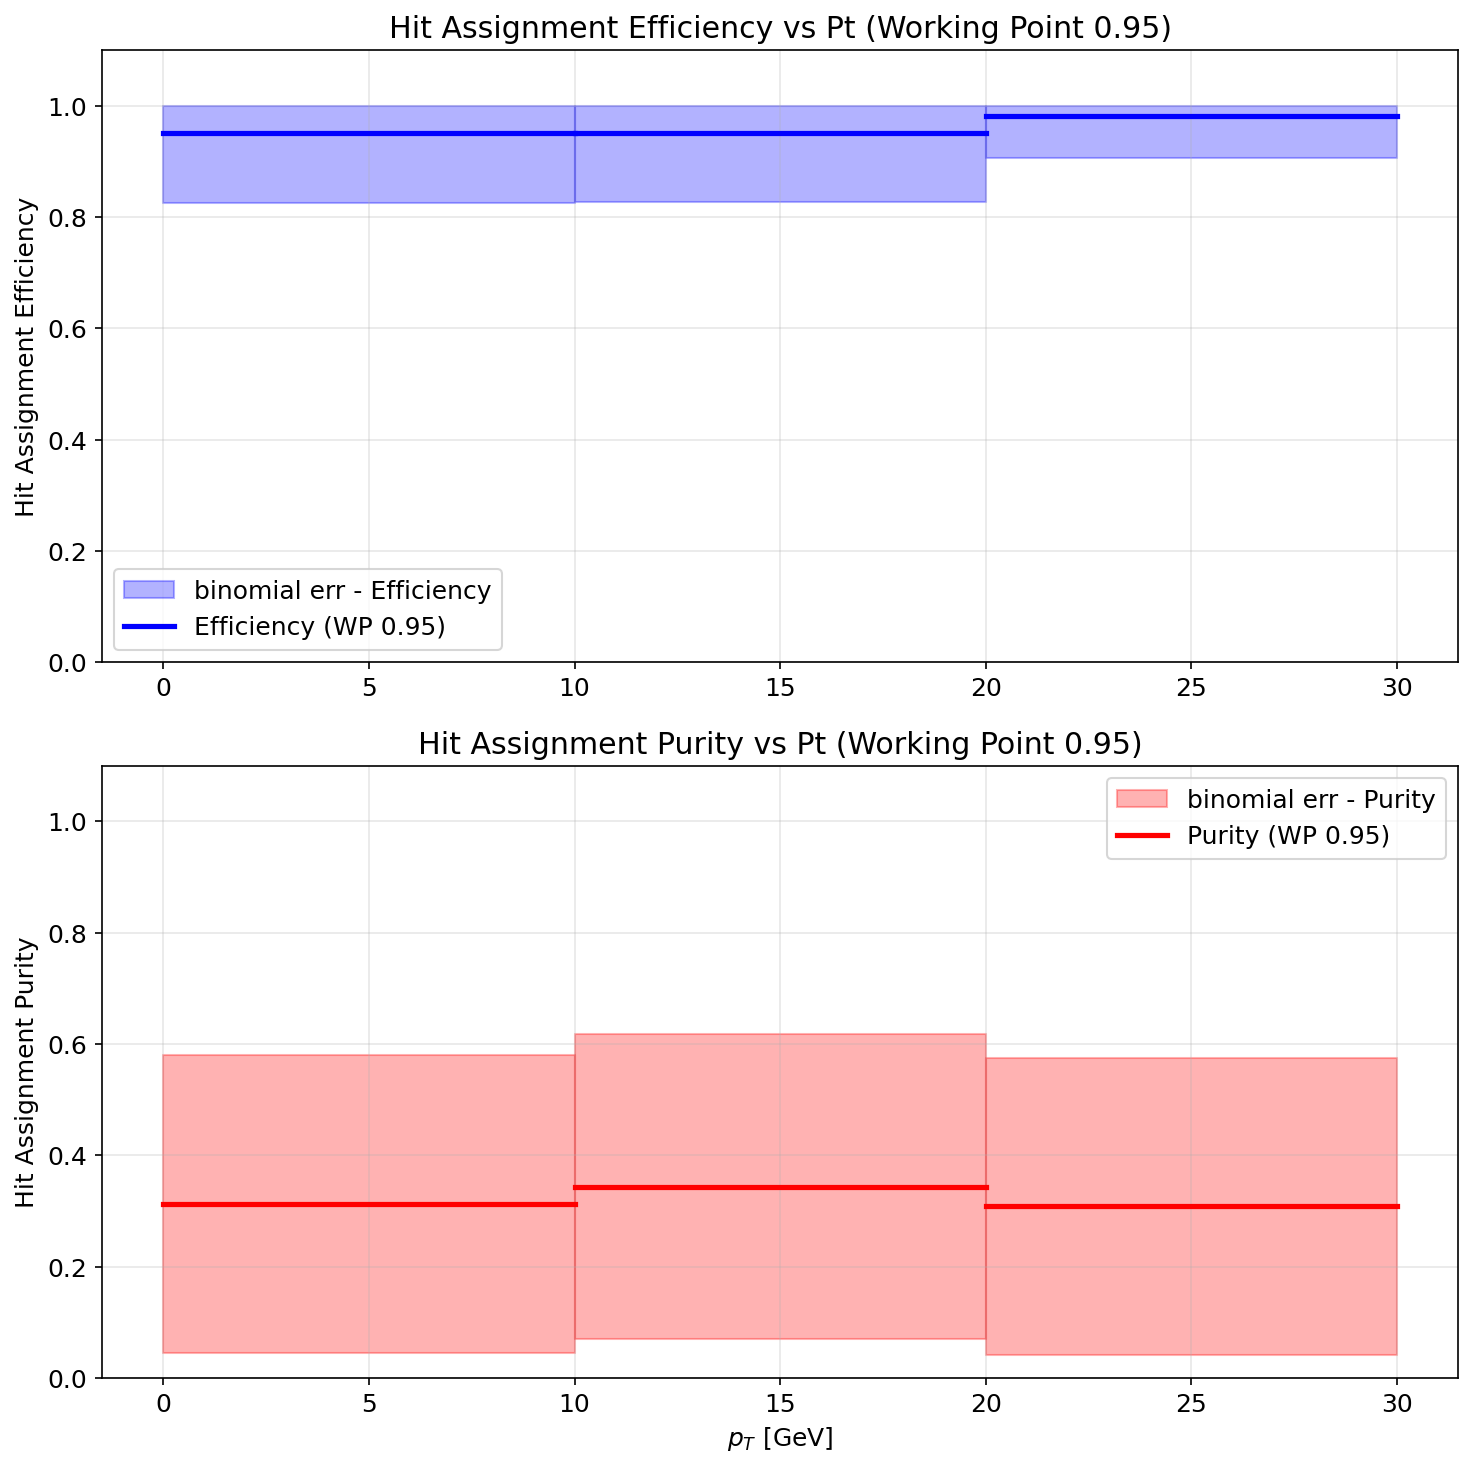 Hit Assignment Efficiency vs Pt (Working Point 0.95)
Hit Assignment Efficiency
1.0
0.8
0.6
0.4
0.2
0.0
binomial err - Efficiency
Efficiency (WP 0.95)
0 5 10 15 20 25 30
Hit Assignment Purity vs Pt (Working Point 0.95)
Hit Assignment Purity
1.0
0.8
0.6
0.4
0.2
0.0
binomial err - Purity
Purity (WP 0.95)
0 5 10 15 20 25 30
p_T [GeV]